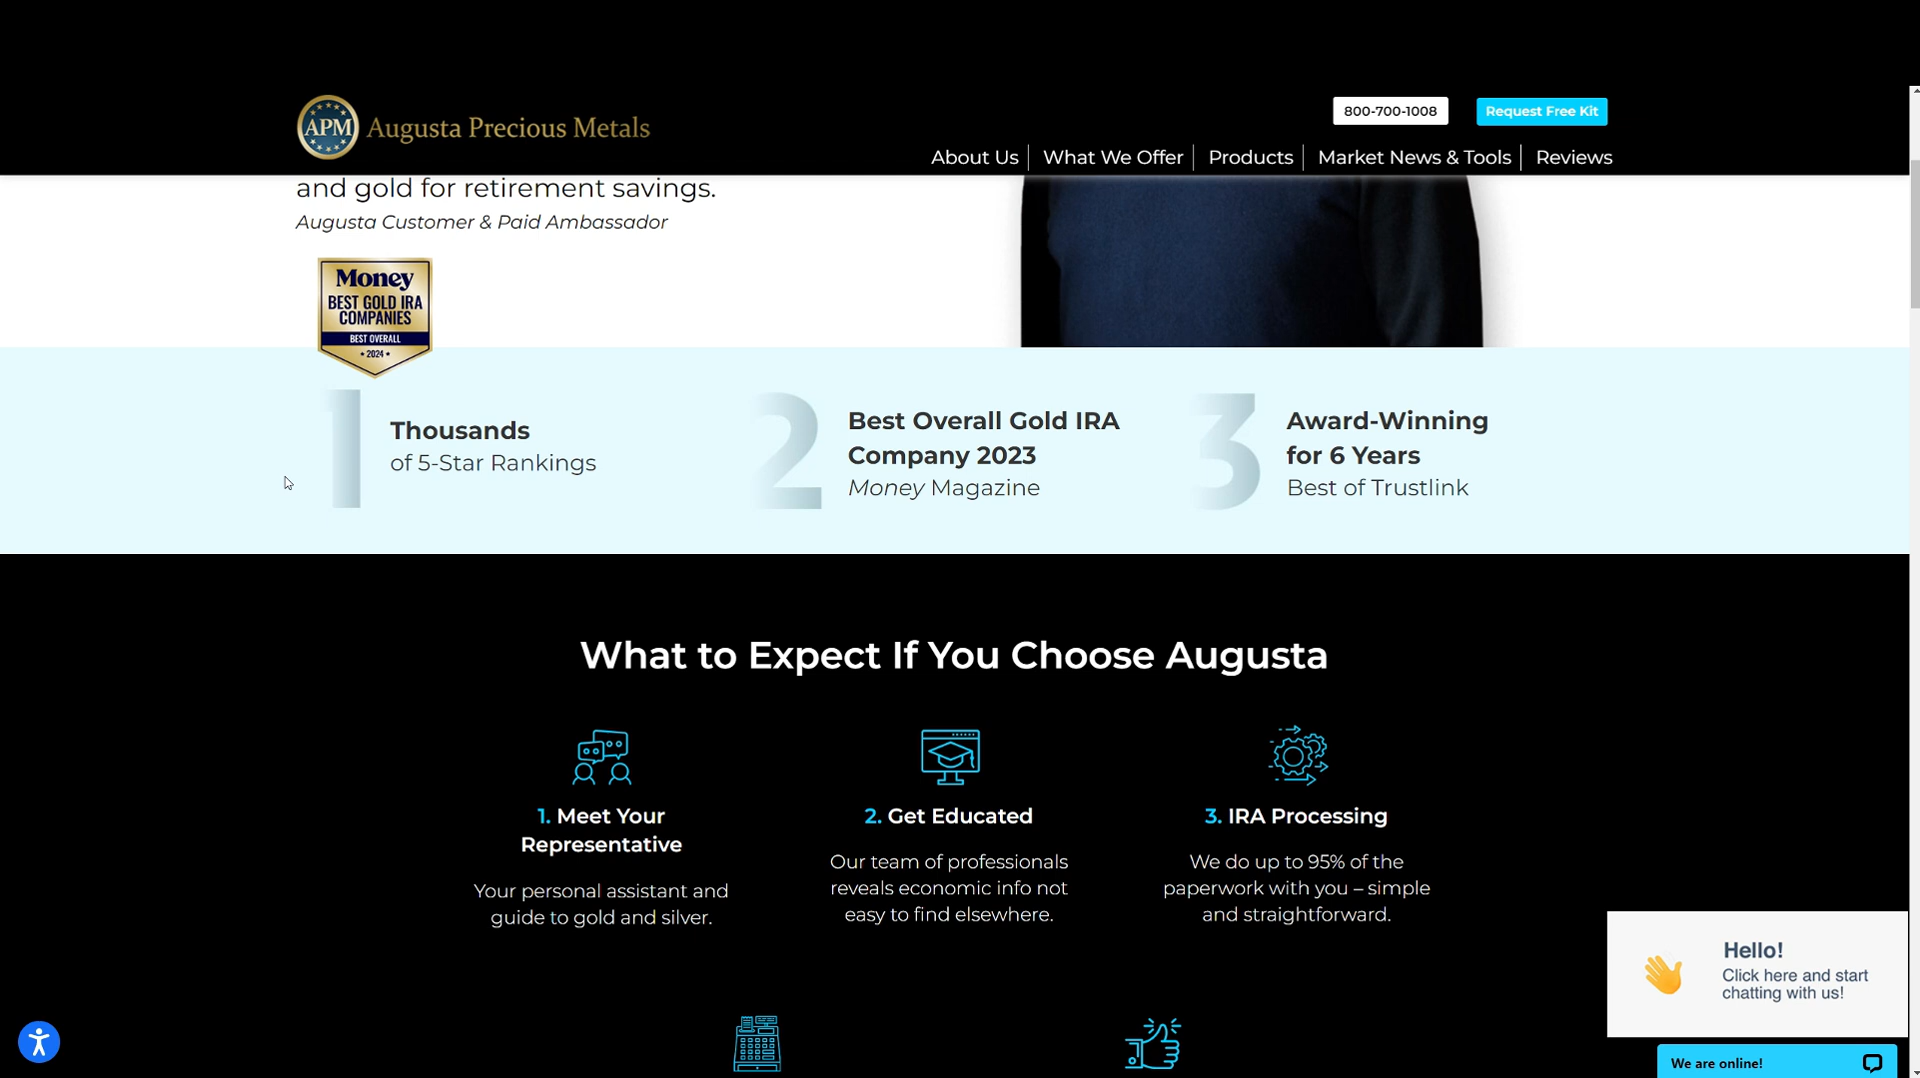 APM Augusta Precious Metals
800-700-1008
Request Free Kit
About Us
What We Offer
Products
Market News & Tools
Reviews
and gold for retirement savings.
Augusta Customer & Paid Ambassador
Money
BEST GOLD IRA
COMPANIES
BEST OVERALL
• 2024 •
1
Thousands
of 5-Star Rankings
2
Best Overall Gold IRA
Company 2023
Money Magazine
3
Award-Winning
for 6 Years
Best of Trustlink
What to Expect If You Choose Augusta
1. Meet Your
Representative
Your personal assistant and
guide to gold and silver.
2. Get Educated
Our team of professionals
reveals economic info not
easy to find elsewhere.
3. IRA Processing
We do up to 95% of the
paperwork with you – simple
and straightforward.
Hello!
Click here and start
chatting with us!
We are online!